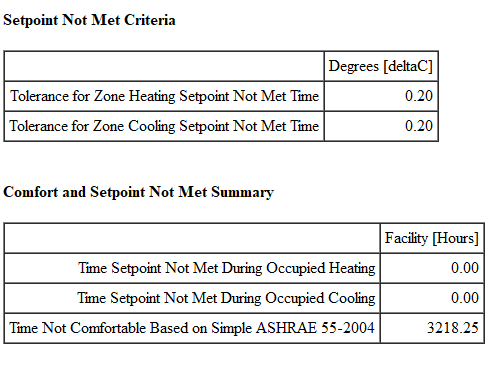 Setpoint Not Met Criteria
Degrees [deltaC]
Tolerance for Zone Heating Setpoint Not Met Time 0.20
Tolerance for Zone Cooling Setpoint Not Met Time 0.20
Comfort and Setpoint Not Met Summary
Facility [Hours]
Time Setpoint Not Met During Occupied Heating 0.00
Time Setpoint Not Met During Occupied Cooling 0.00
Time Not Comfortable Based on Simple ASHRAE 55-2004 3218.25